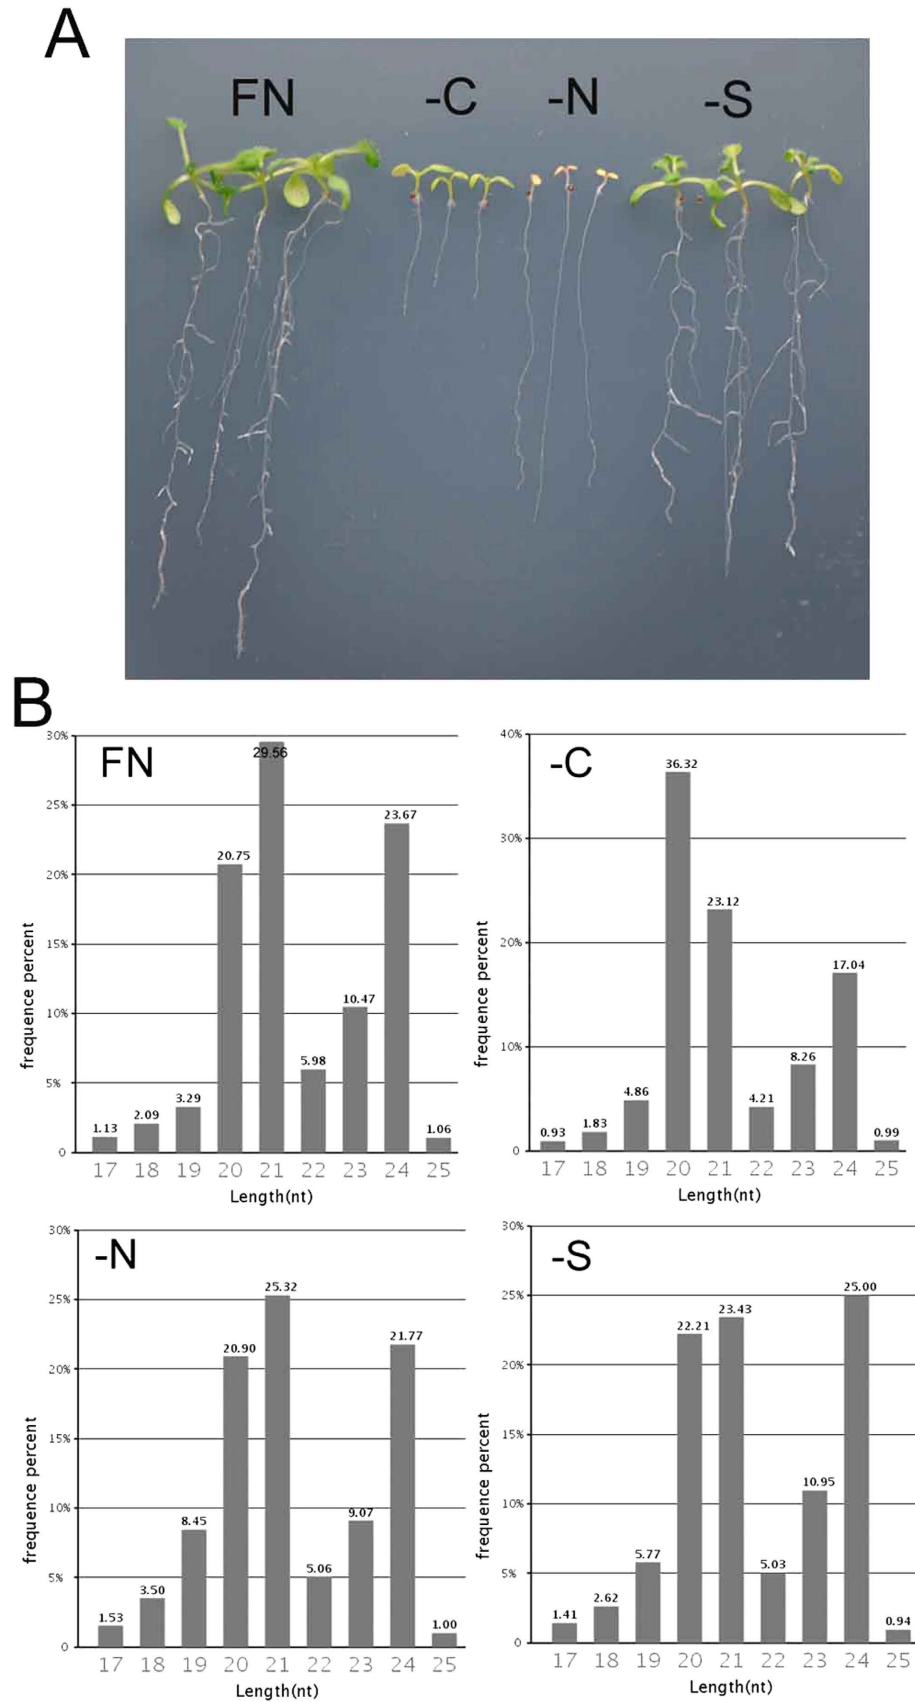 A
FN -C -N -S
B
FN
frequence percent
30%
25%
20%
15%
10%
5%
0
1.13 2.09 3.29 20.75 29.56 5.98 10.47 23.67 1.06
17 18 19 20 21 22 23 24 25
Length(nt)
-C
frequence percent
40%
30%
20%
10%
0
0.93 1.83 4.86 36.32 23.12 4.21 8.26 17.04 0.99
17 18 19 20 21 22 23 24 25
Length(nt)
-N
frequence percent
30%
25%
20%
15%
10%
5%
0
1.53 3.50 8.45 20.90 25.32 5.06 9.07 21.77 1.00
17 18 19 20 21 22 23 24 25
Length(nt)
-S
frequence percent
30%
25%
20%
15%
10%
5%
0
1.41 2.62 5.77 22.21 23.43 5.03 10.95 25.00 0.94
17 18 19 20 21 22 23 24 25
Length(nt)